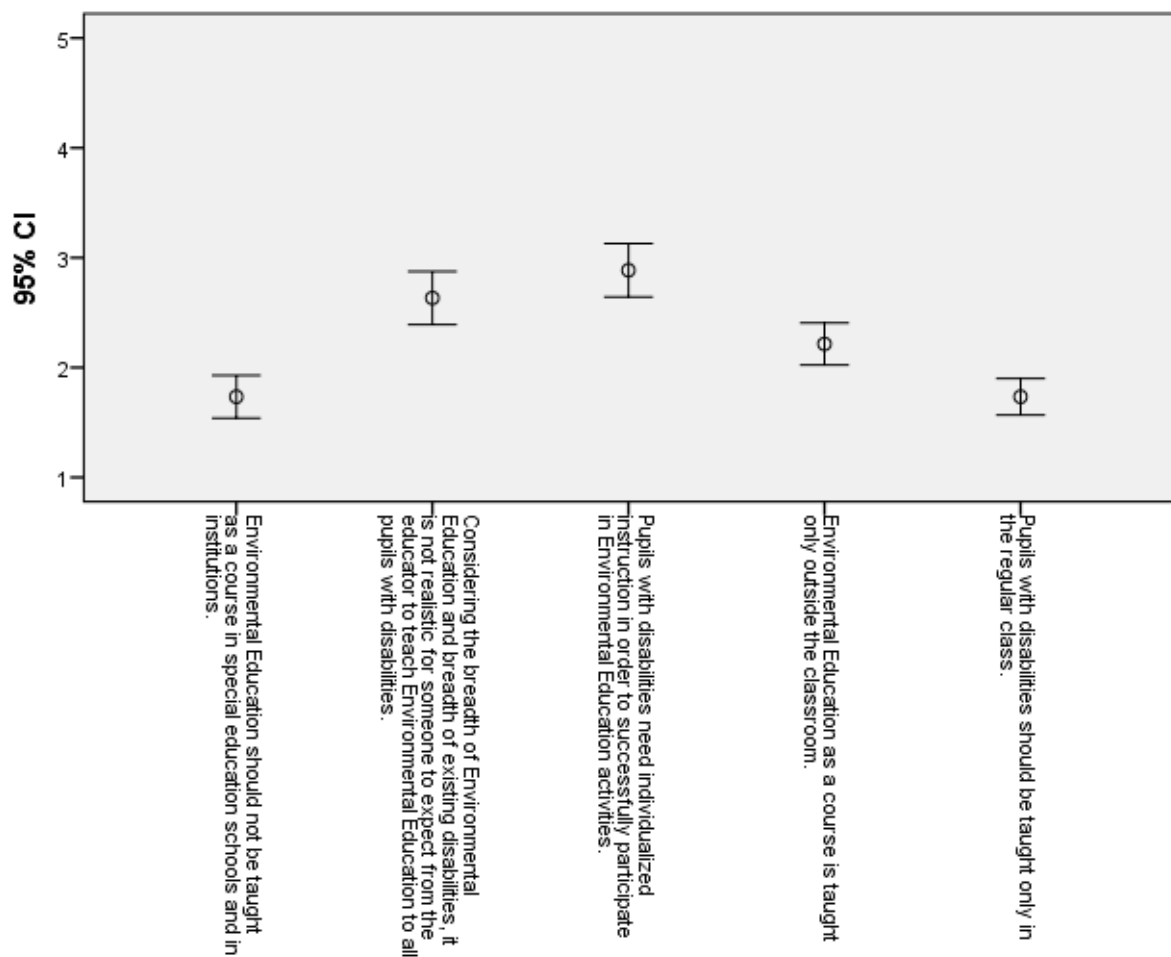 5
4
3
2
1
95% CI
Environmental Education should not be taught
as a course in special education schools and in
institutions.
Considering the breadth of Environmental
Education and breadth of existing disabilities, it
is not realistic for someone to expect from the
educator to teach Environmental Education to all
pupils with disabilities.
Pupils with disabilities need individualized
instruction in order to successfully participate
in Environmental Education activities.
Environmental Education as a course is taught
only outside the classroom.
Pupils with disabilities should be taught only in
the regular class.